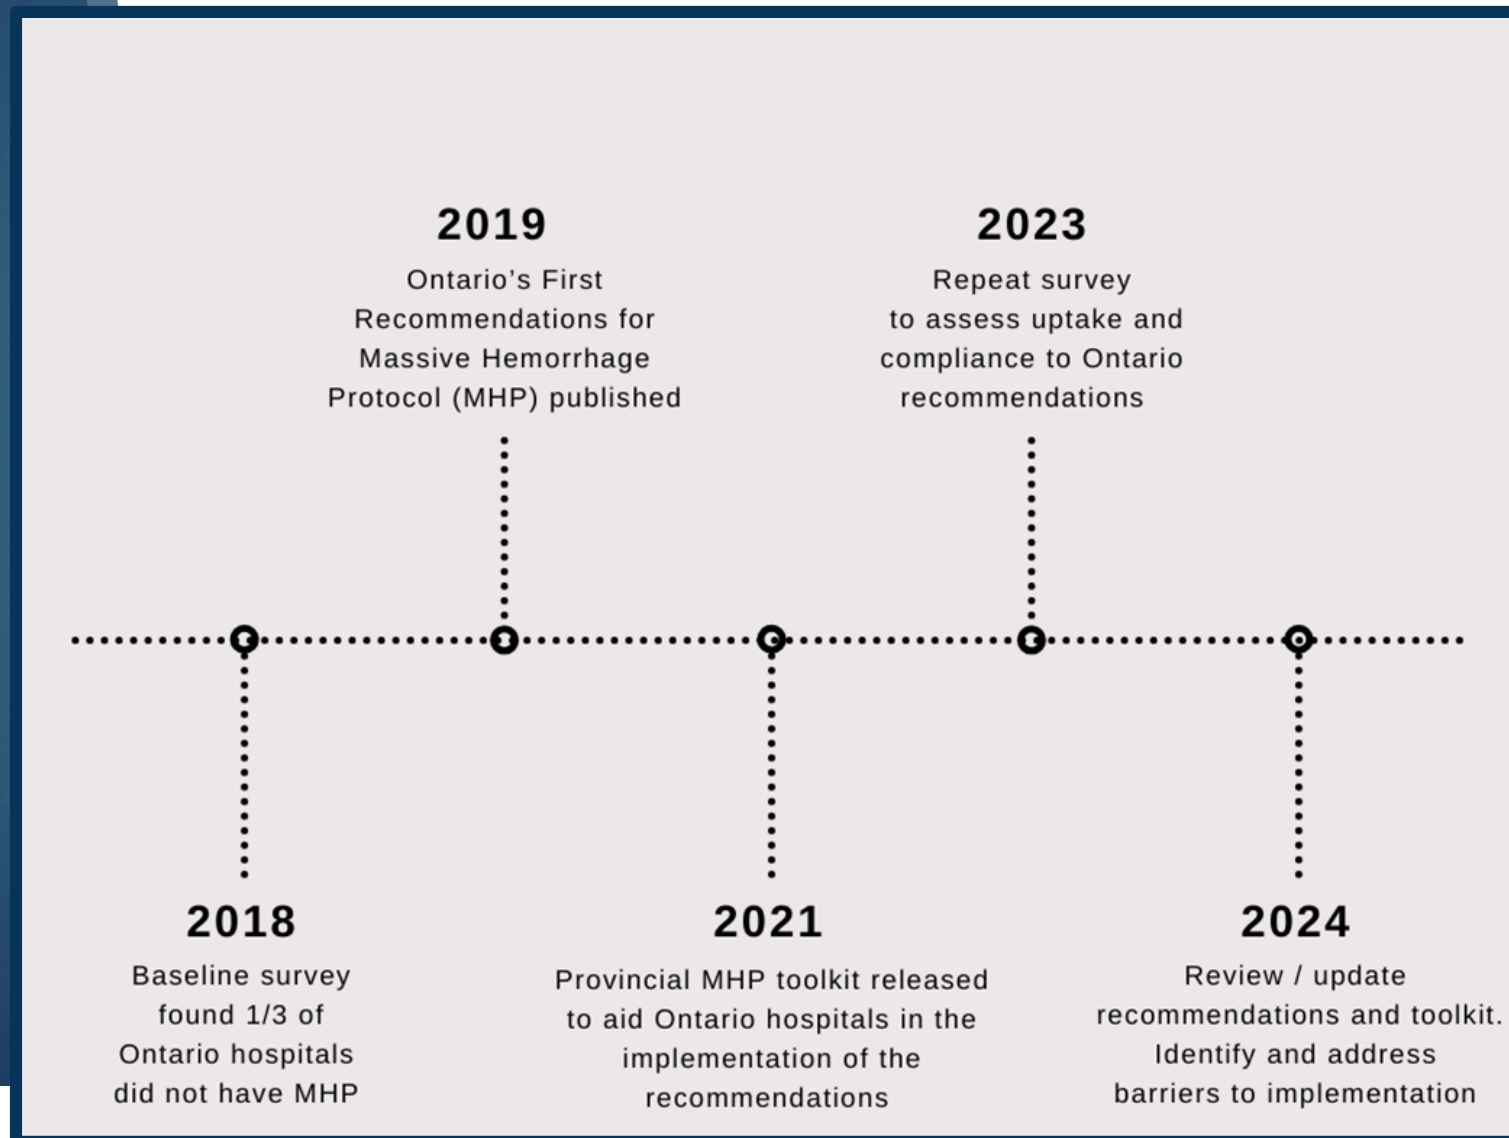 2019
Ontario’s First
Recommendations for
Massive Hemorrhage
Protocol (MHP) published
2023
Repeat survey
to assess uptake and
compliance to Ontario
recommendations
2018
Baseline survey
found 1/3 of
Ontario hospitals
did not have MHP
2021
Provincial MHP toolkit released
to aid Ontario hospitals in the
implementation of the
recommendations
2024
Review / update
recommendations and toolkit.
Identify and address
barriers to implementation